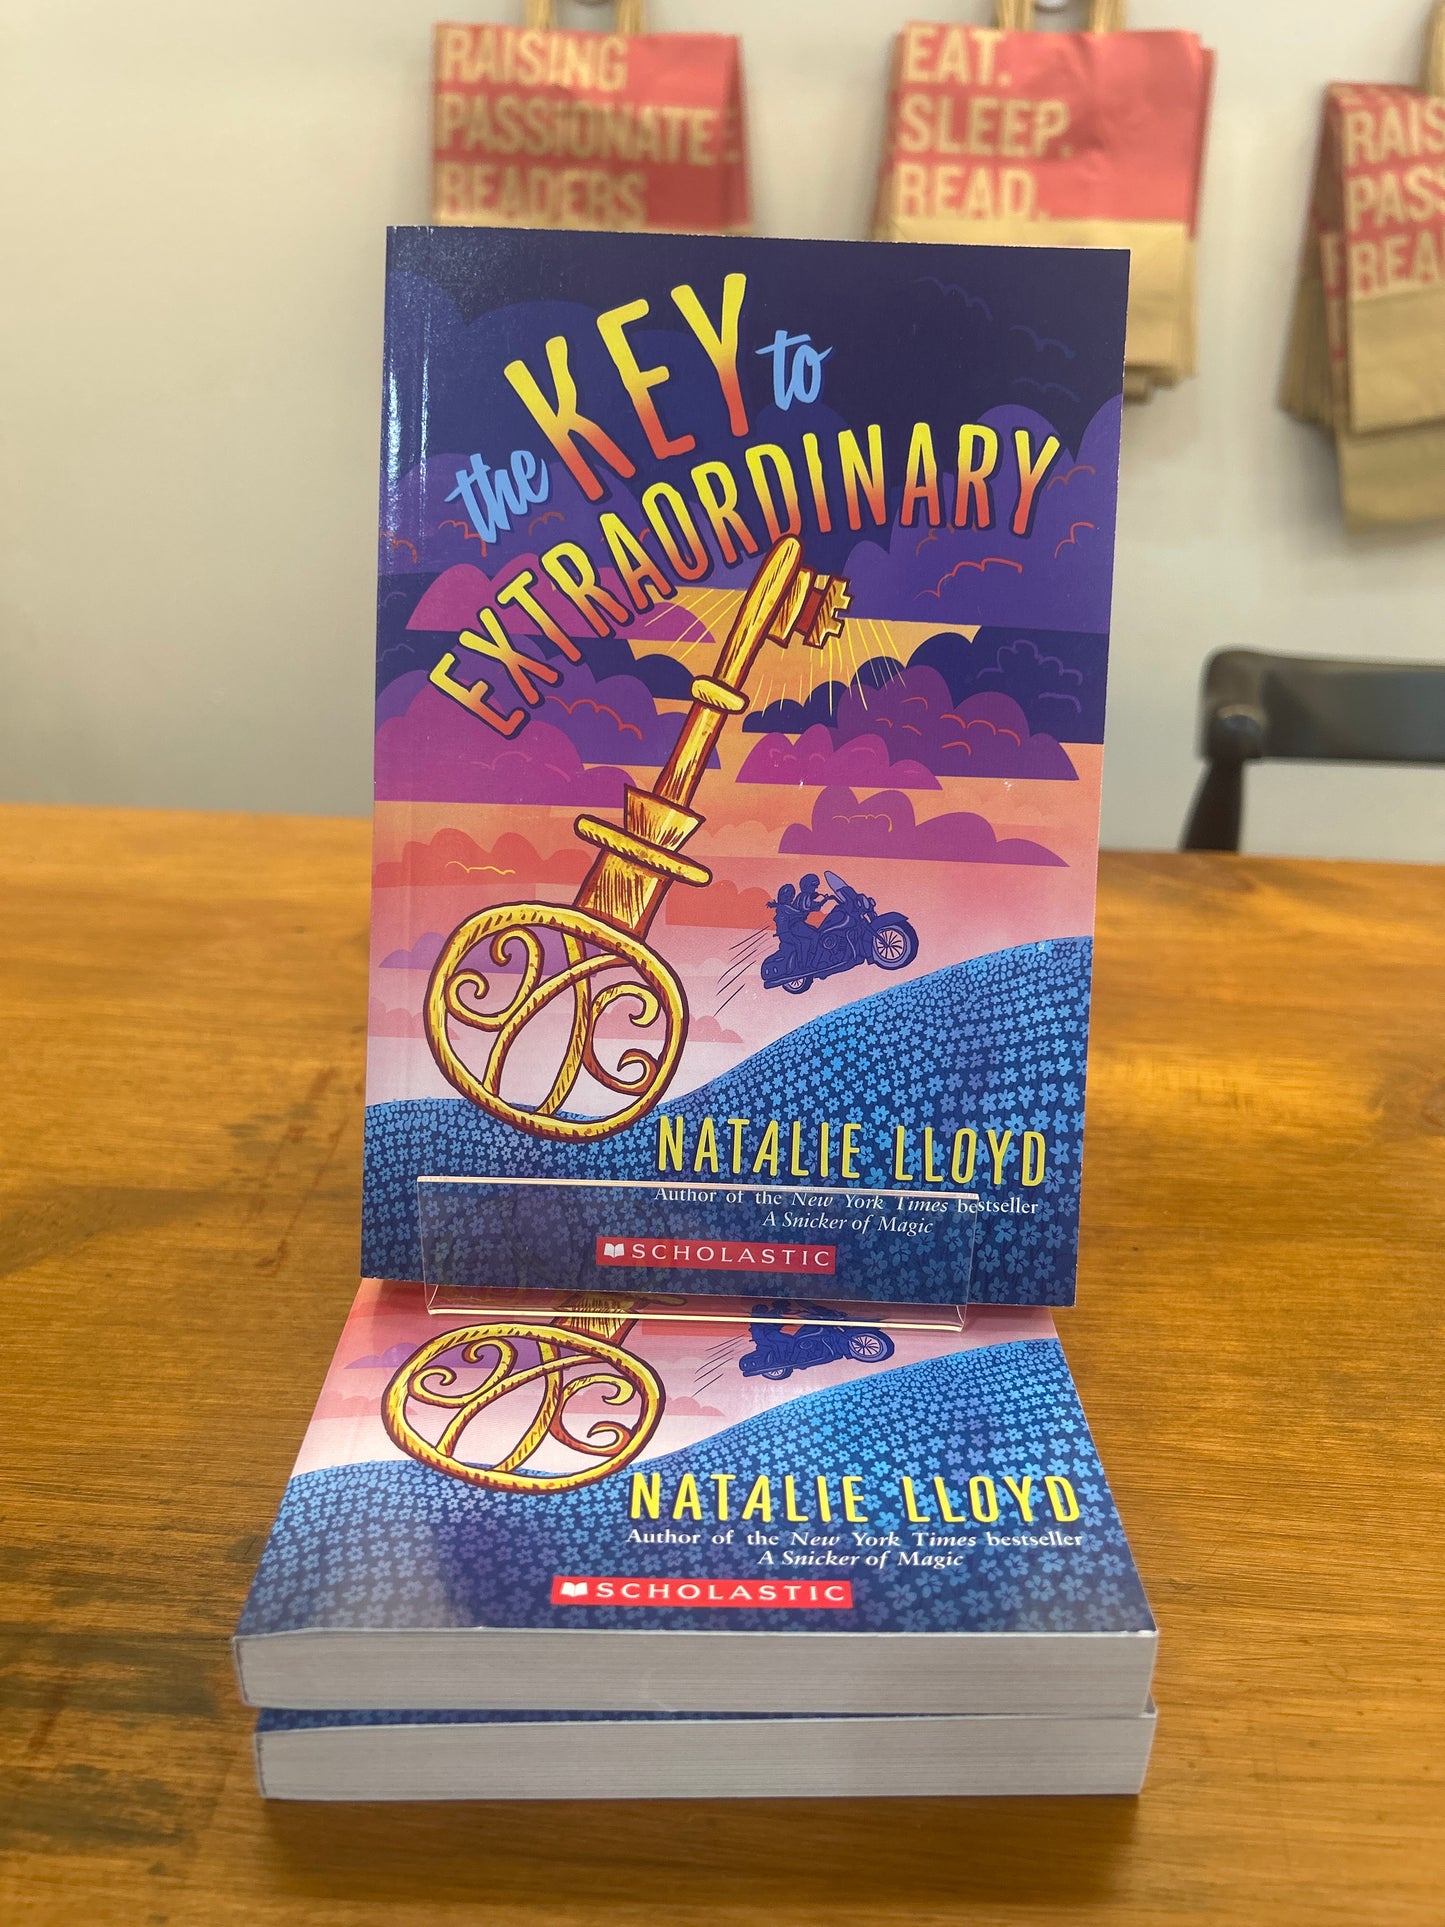 RAISING
PASSIONATE
READERS
EAT.
SLEEP.
READ.
RAIS
PASS
REA
the KEY to
EXTRAORDINARY
NATALIE LLOYD
Author of the New York Times bestseller
A Snicker of Magic
SCHOLASTIC
NATALIE LLOYD
Author of the New York Times bestseller
A Snicker of Magic
SCHOLASTIC